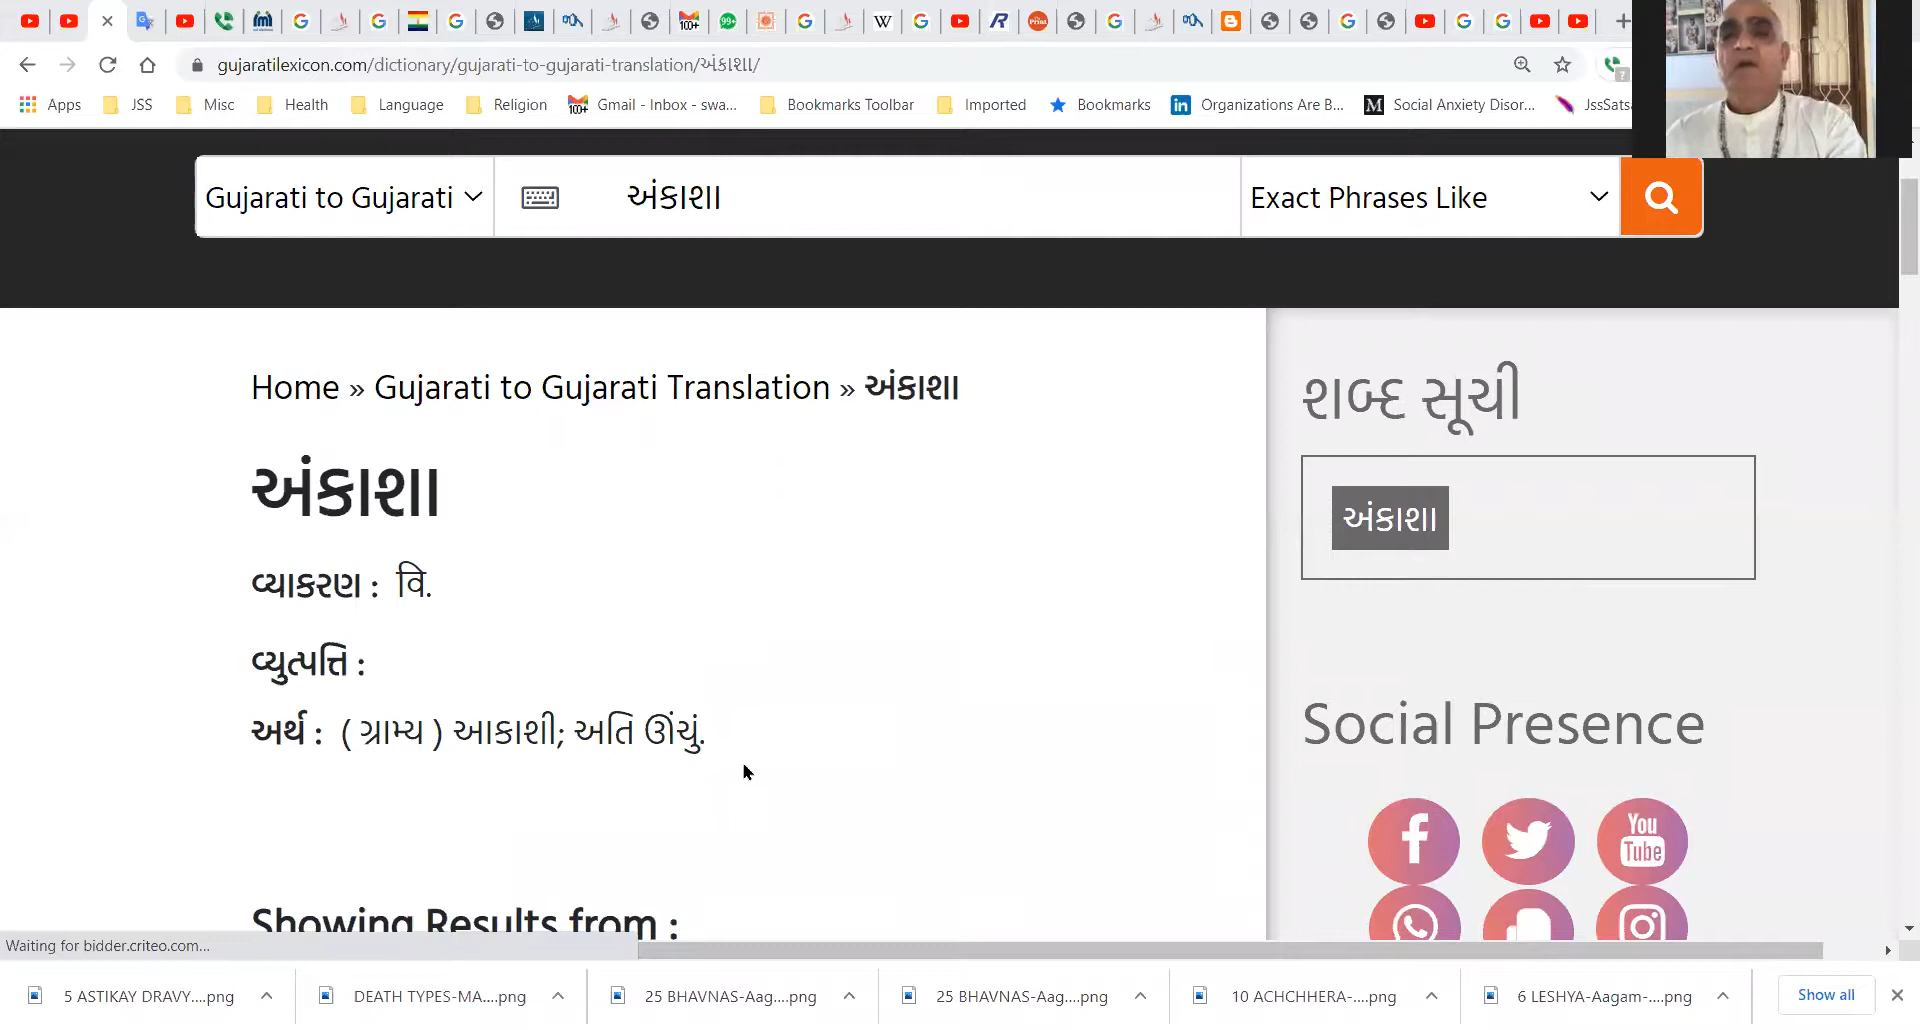 gujaratilexicon.com/dictionary/gujarati-to-gujarati-translation/અંકાશા/
Apps JSS Misc Health Language Religion Gmail - Inbox - swa... Bookmarks Toolbar Imported Bookmarks Organizations Are B... Social Anxiety Disor... JssSats
Gujarati to Gujarati અંકાશા Exact Phrases Like
Home » Gujarati to Gujarati Translation » અંકાશા
અંકાશા
વ્યાકરણ : वि.
વ્યુત્પત્તિ :
અર્થ : ( ગ્રામ્ય ) આકાશી; અતિ ઊંચું.
Showing Results from :
શબ્દ સૂચી
અંકાશા
Social Presence
You Tube
Waiting for bidder.criteo.com...
5 ASTIKAY DRAVY....png DEATH TYPES-MA....png 25 BHAVNAS-Aag....png 25 BHAVNAS-Aag....png 10 ACHCHHERA-....png 6 LESHYA-Aagam-....png Show all